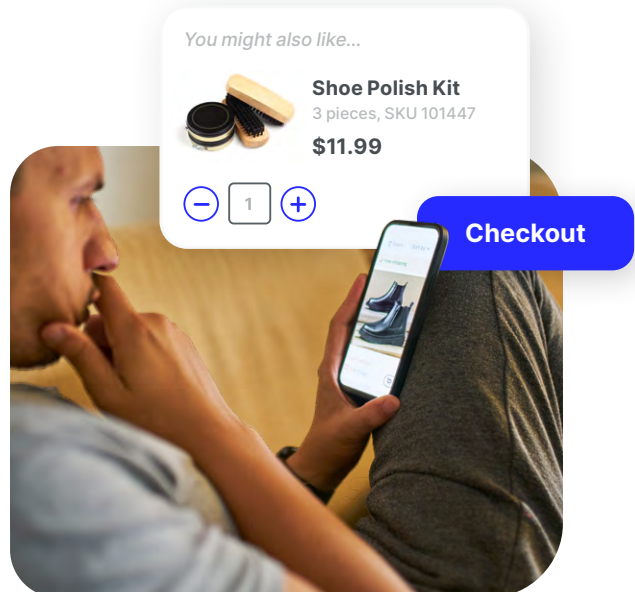 You might also like...
Shoe Polish Kit
3 pieces, SKU 101447
$11.99
1
Checkout